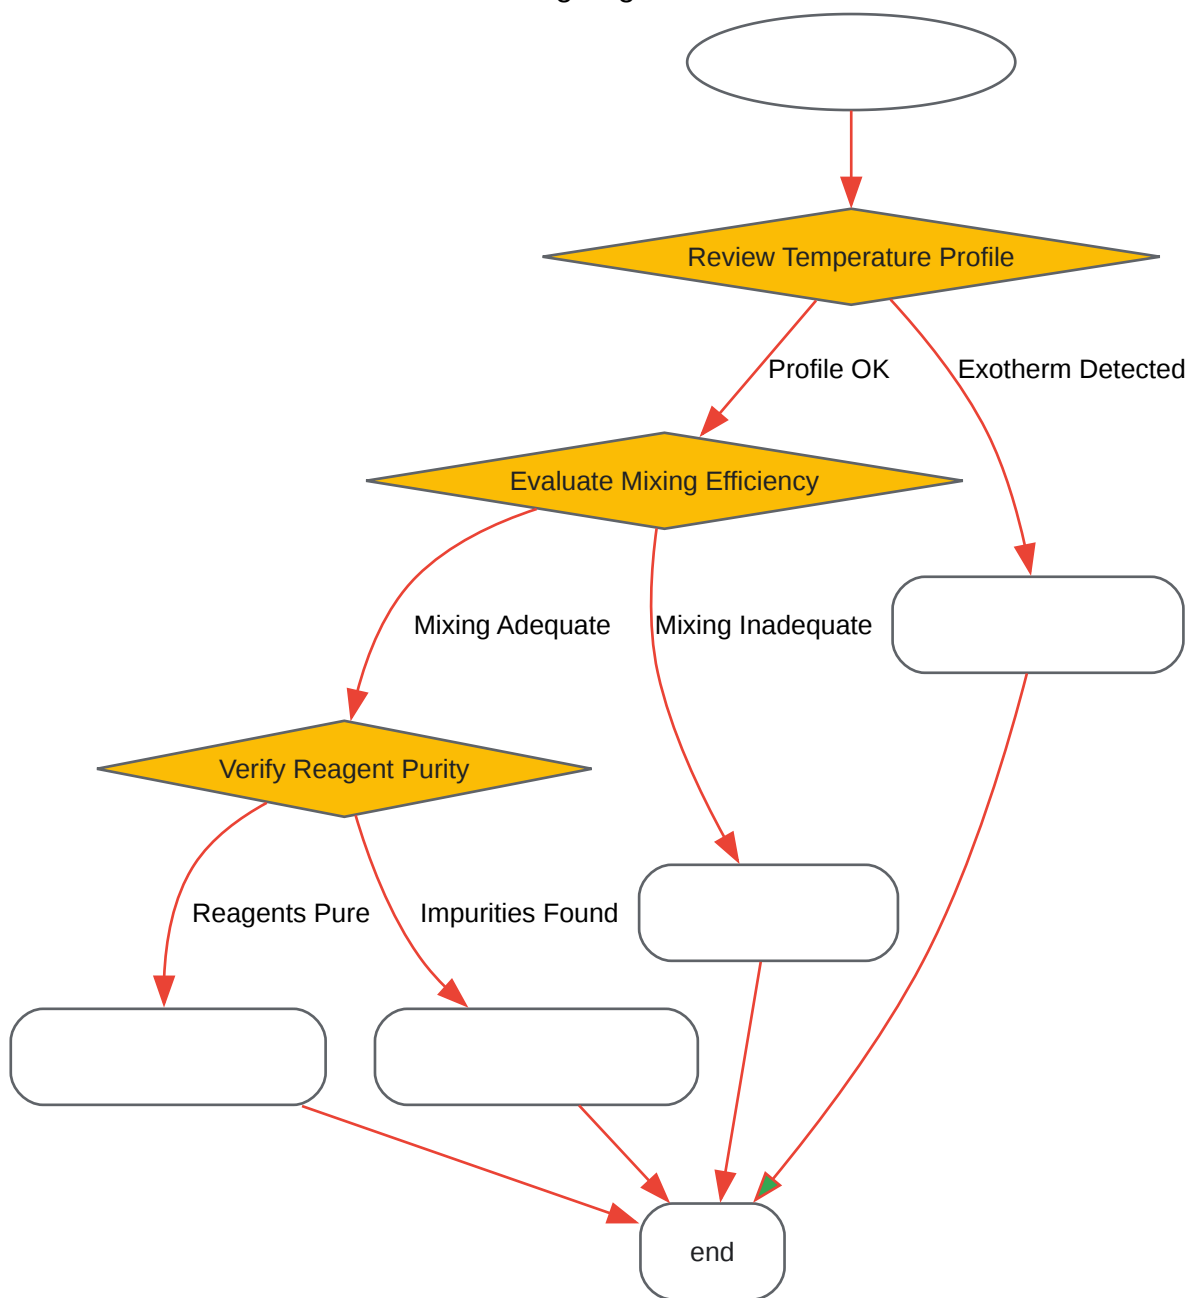 Review Temperature Profile
Profile OK
Exotherm Detected
Evaluate Mixing Efficiency
Mixing Adequate
Mixing Inadequate
Verify Reagent Purity
Reagents Pure
Impurities Found
end